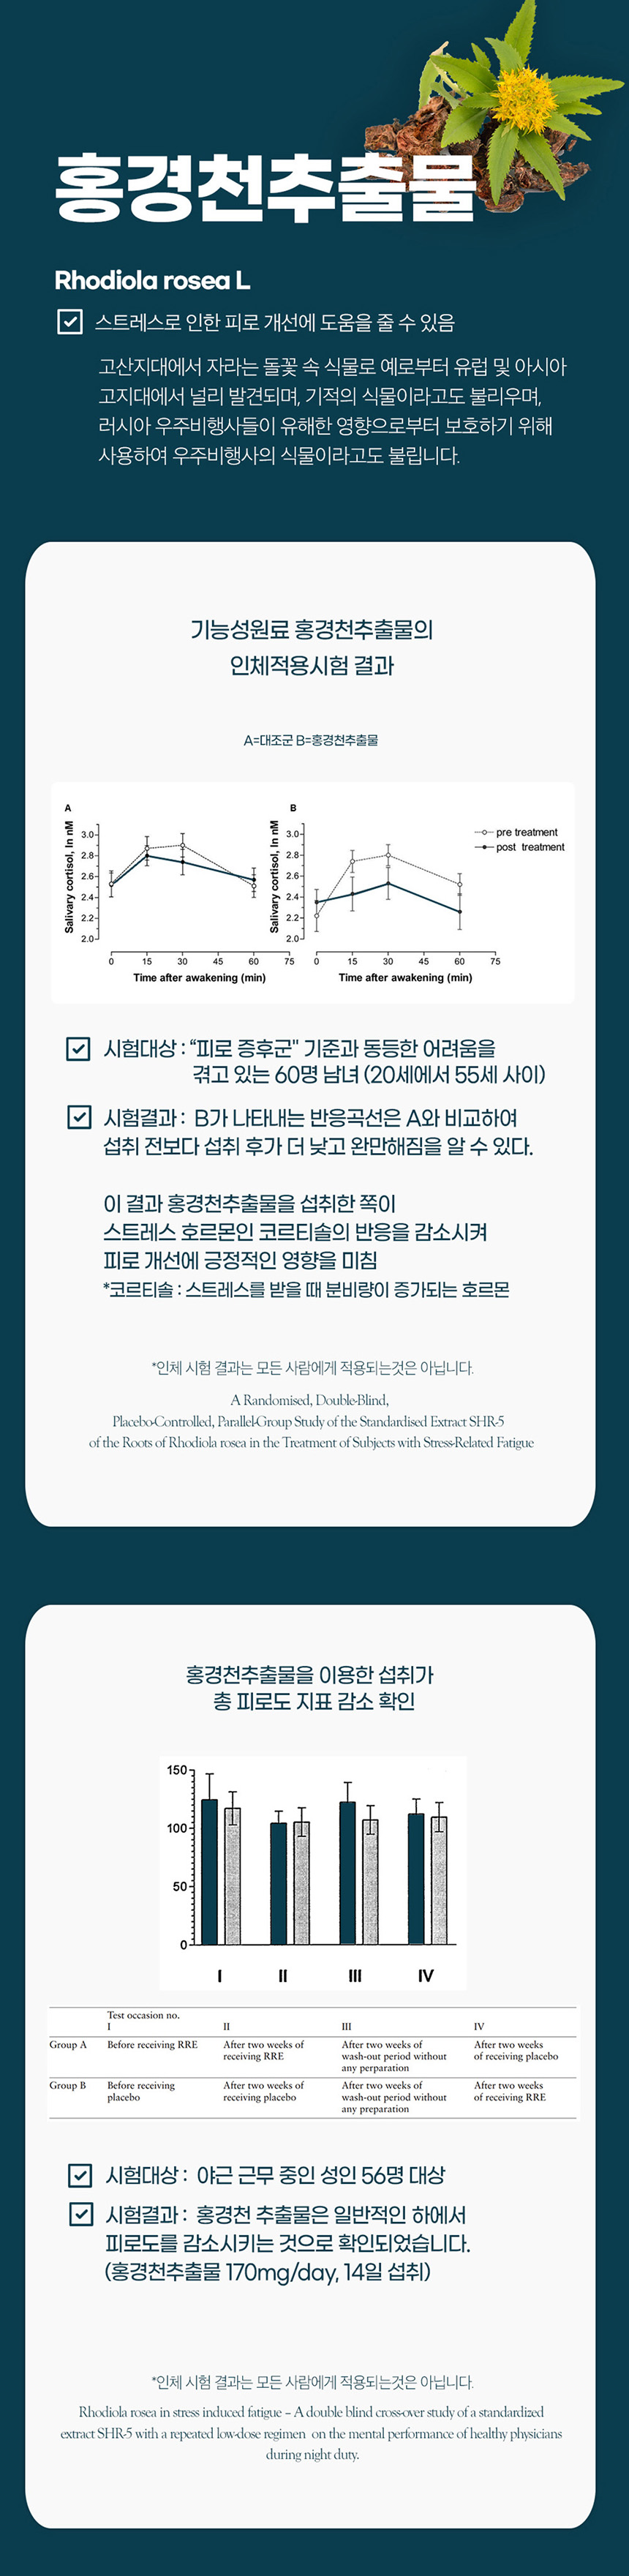 홍경천추출물
Rhodiola rosea L
스트레스로 인한 피로 개선에 도움을 줄 수 있음
고산지대에서 자라는 돌꽃 속 식물로 예로부터 유럽 및 아시아
고지대에서 널리 발견되며, 기적의 식물이라고도 불리우며,
러시아 우주비행사들이 유해한 영향으로부터 보호하기 위해
사용하여 우주비행사의 식물이라고도 불립니다.
기능성원료 홍경천추출물의
인체적용시험 결과
A=대조군 B=홍경천추출물
A
B
Salivary cortisol, ln nM
3.0
2.8
2.6
2.4
2.2
2.0
0 15 30 45 60 75
Time after awakening (min)
Salivary cortisol, ln nM
3.0
2.8
2.6
2.4
2.2
2.0
0 15 30 45 60 75
Time after awakening (min)
pre treatment
post treatment
시험대상 : “피로 증후군" 기준과 동등한 어려움을
겪고 있는 60명 남녀 (20세에서 55세 사이)
시험결과 : B가 나타내는 반응곡선은 A와 비교하여
섭취 전보다 섭취 후가 더 낮고 완만해짐을 알 수 있다.
이 결과 홍경천추출물을 섭취한 쪽이
스트레스 호르몬인 코르티솔의 반응을 감소시켜
피로 개선에 긍정적인 영향을 미침
*코르티솔 : 스트레스를 받을 때 분비량이 증가되는 호르몬
*인체 시험 결과는 모든 사람에게 적용되는것은 아닙니다.
A Randomised, Double-Blind,
Placebo-Controlled, Parallel-Group Study of the Standardised Extract SHR-5
of the Roots of Rhodiola rosea in the Treatment of Subjects with Stress-Related Fatigue
홍경천추출물을 이용한 섭취가
총 피로도 지표 감소 확인
150
100
50
0
I II III IV
Test occasion no.
I II III IV
Group A Before receiving RRE After two weeks of receiving RRE After two weeks of wash-out period without any perparation After two weeks of receiving placebo
Group B Before receiving placebo After two weeks of receiving placebo After two weeks of wash-out period without any preparation After two weeks of receiving RRE
시험대상 : 야근 근무 중인 성인 56명 대상
시험결과 : 홍경천 추출물은 일반적인 하에서
피로도를 감소시키는 것으로 확인되었습니다.
(홍경천추출물 170mg/day, 14일 섭취)
*인체 시험 결과는 모든 사람에게 적용되는것은 아닙니다.
Rhodiola rosea in stress induced fatigue – A double blind cross-over study of a standardized
extract SHR-5 with a repeated low-dose regimen on the mental performance of healthy physicians
during night duty.